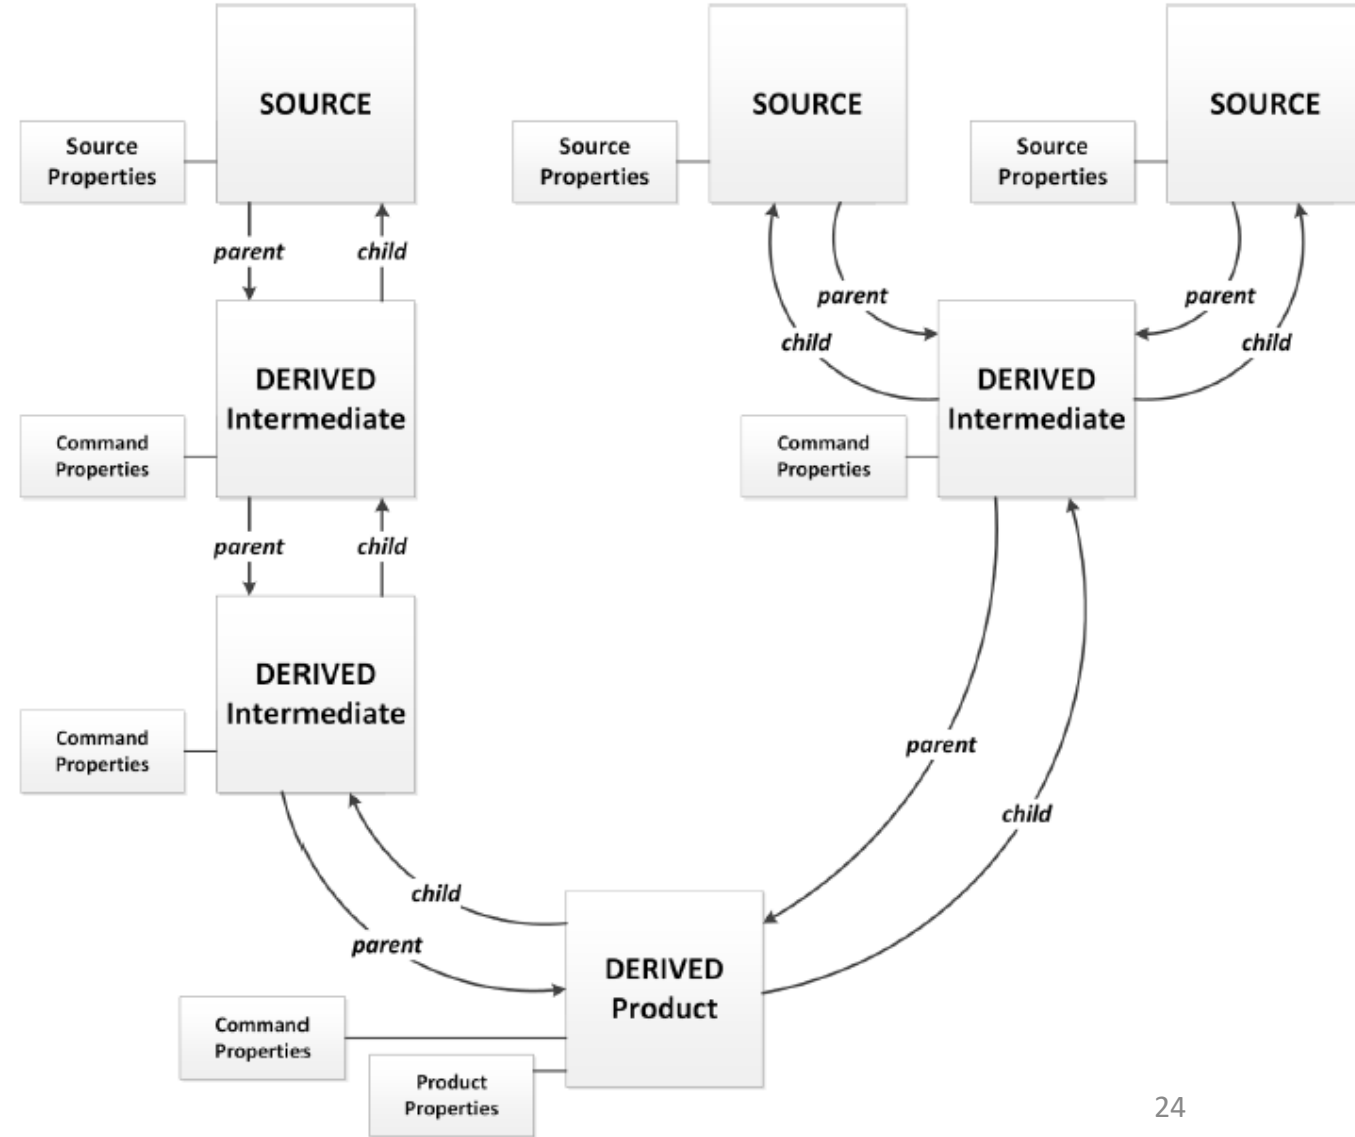 SOURCE
SOURCE
SOURCE
Source
Properties
Source
Properties
Source
Properties
parent
child
parent
parent
child
child
DERIVED
Intermediate
DERIVED
Intermediate
Command
Properties
Command
Properties
parent
child
DERIVED
Intermediate
Command
Properties
parent
child
child
parent
DERIVED
Product
Command
Properties
Product
Properties
24